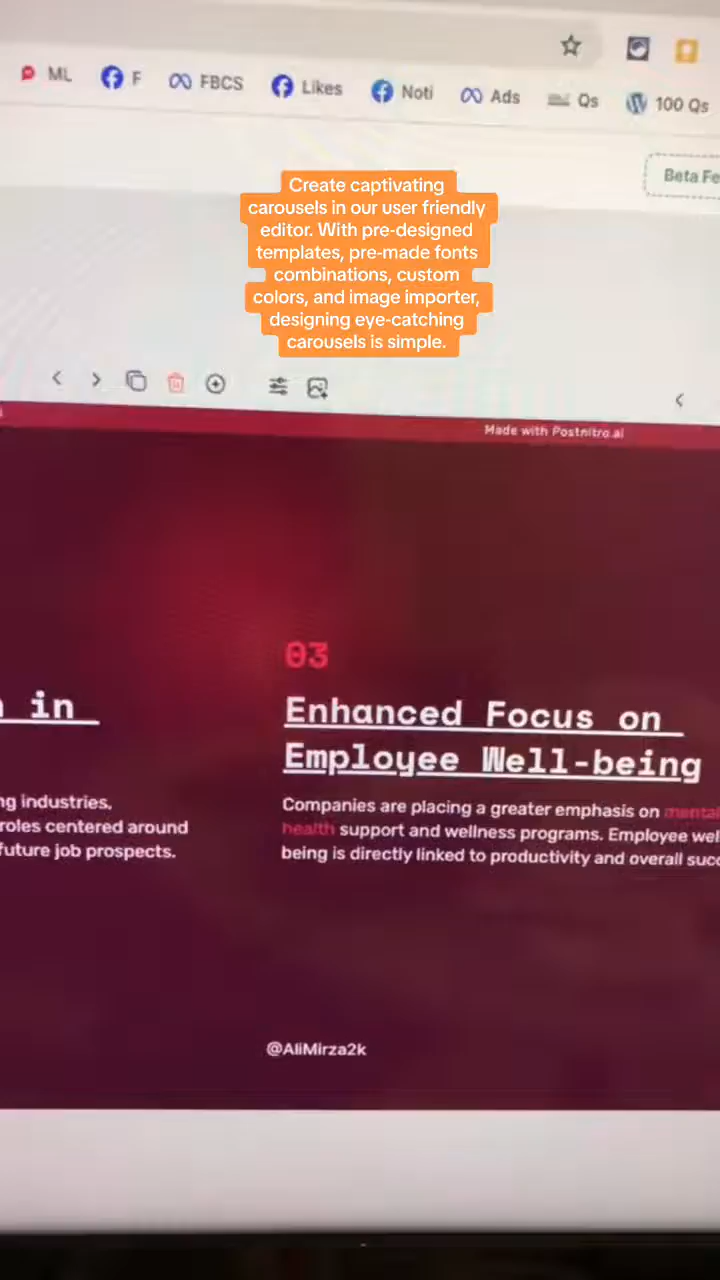 ML F FBCS Likes Noti Ads Qs 100 Qs
Beta Fe
Create captivating
carousels in our user friendly
editor. With pre-designed
templates, pre-made fonts
combinations, custom
colors, and image importer,
designing eye-catching
carousels is simple.
Made with Postnitro.ai
03
in
Enhanced Focus on
Employee Well-being
ng industries.
roles centered around
future job prospects.
Companies are placing a greater emphasis on mental
health support and wellness programs. Employee wel
being is directly linked to productivity and overall succ
@AliMirza2k